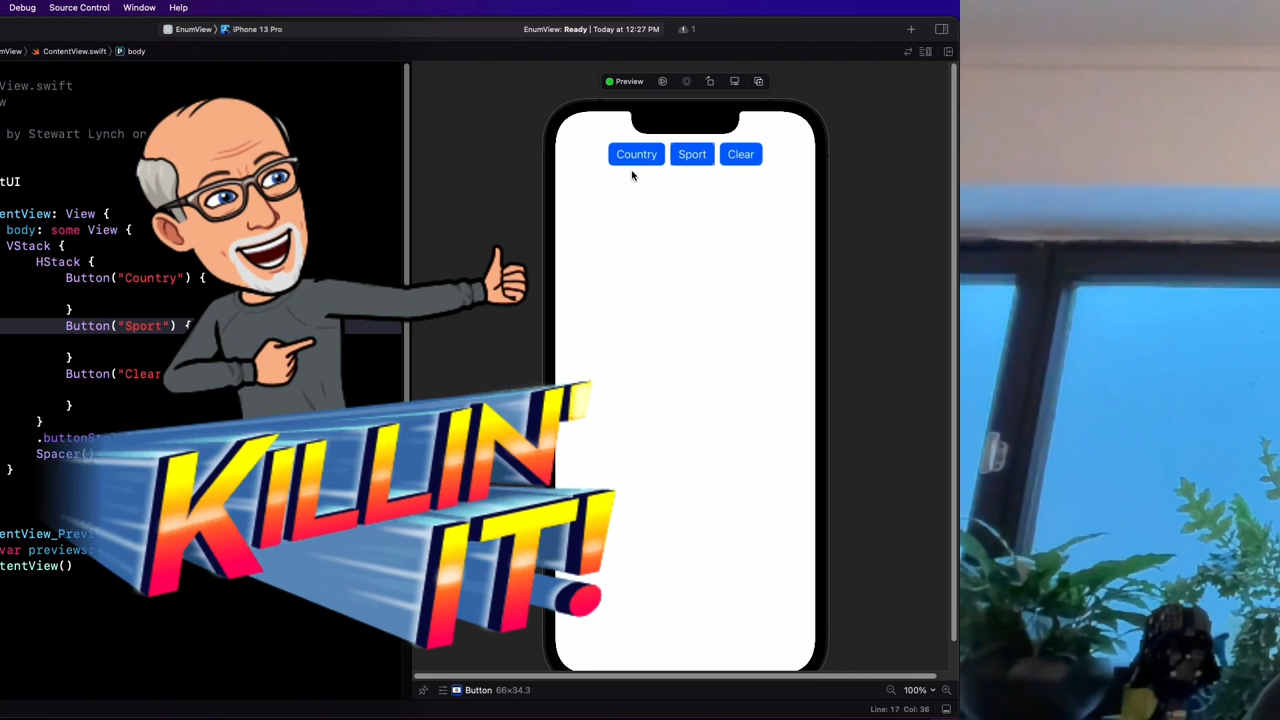 Debug Source Control Window Help
EnumView iPhone 13 Pro
EnumView: Ready | Today at 12:27 PM
1
mView ContentView.swift P body
View.swift
w
by Stewart Lynch on
tUI
entView: View {
body: some View {
VStack {
HStack {
Button("Country") {
}
Button("Sport") {
}
Button("Clear
}
}
.buttonSt
Spacer()
}
entView_Previ
var previews:
tentView()
Preview
Country Sport Clear
KILLIN'
IT!
Button 66×34.3
100%
Line: 17 Col: 36